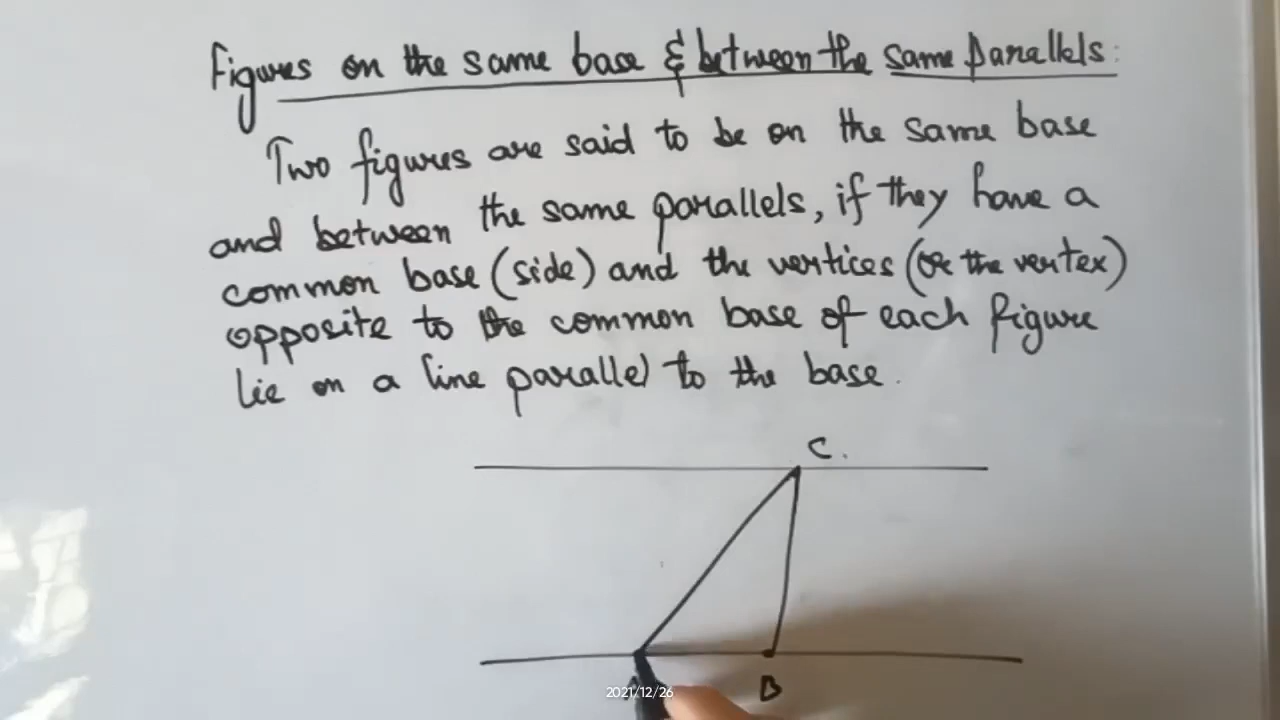 Figures on the same base & between the same parallels:
Two figures are said to be on the same base
and between the same parallels, if they have a
common base (side) and the vertices (or the vertex)
opposite to the common base of each figure
lie on a line parallel to the base.
C.
B
2021/12/26